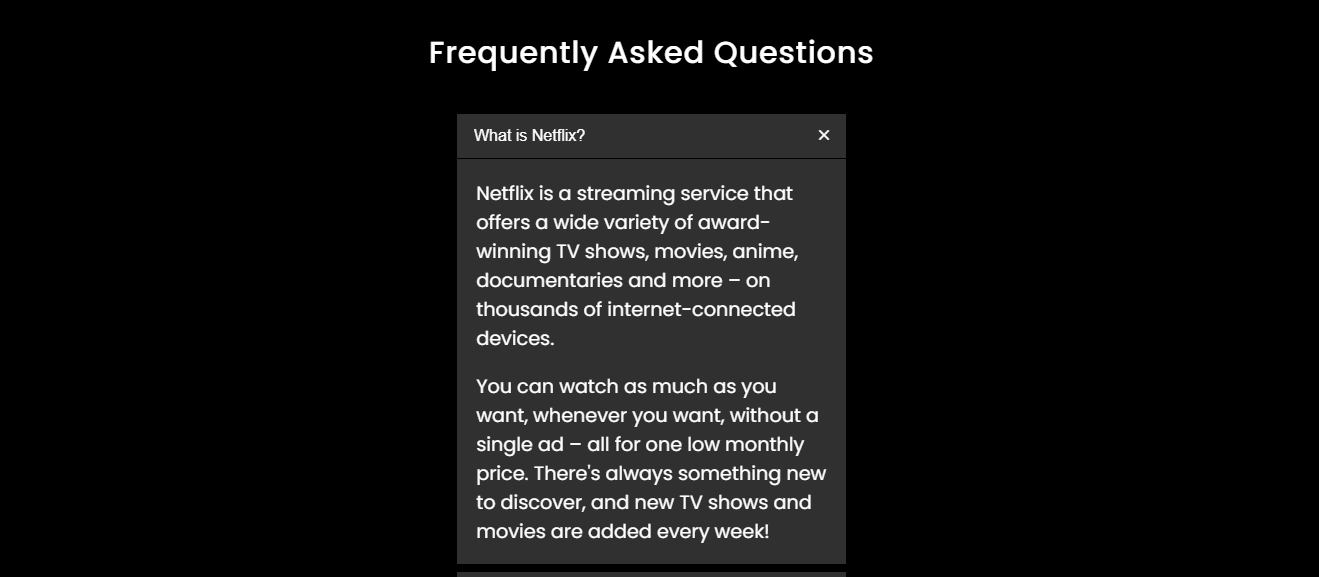 Frequently Asked Questions
What is Netflix?
Netflix is a streaming service that
offers a wide variety of award-
winning TV shows, movies, anime,
documentaries and more – on
thousands of internet-connected
devices.
You can watch as much as you
want, whenever you want, without a
single ad – all for one low monthly
price. There's always something new
to discover, and new TV shows and
movies are added every week!